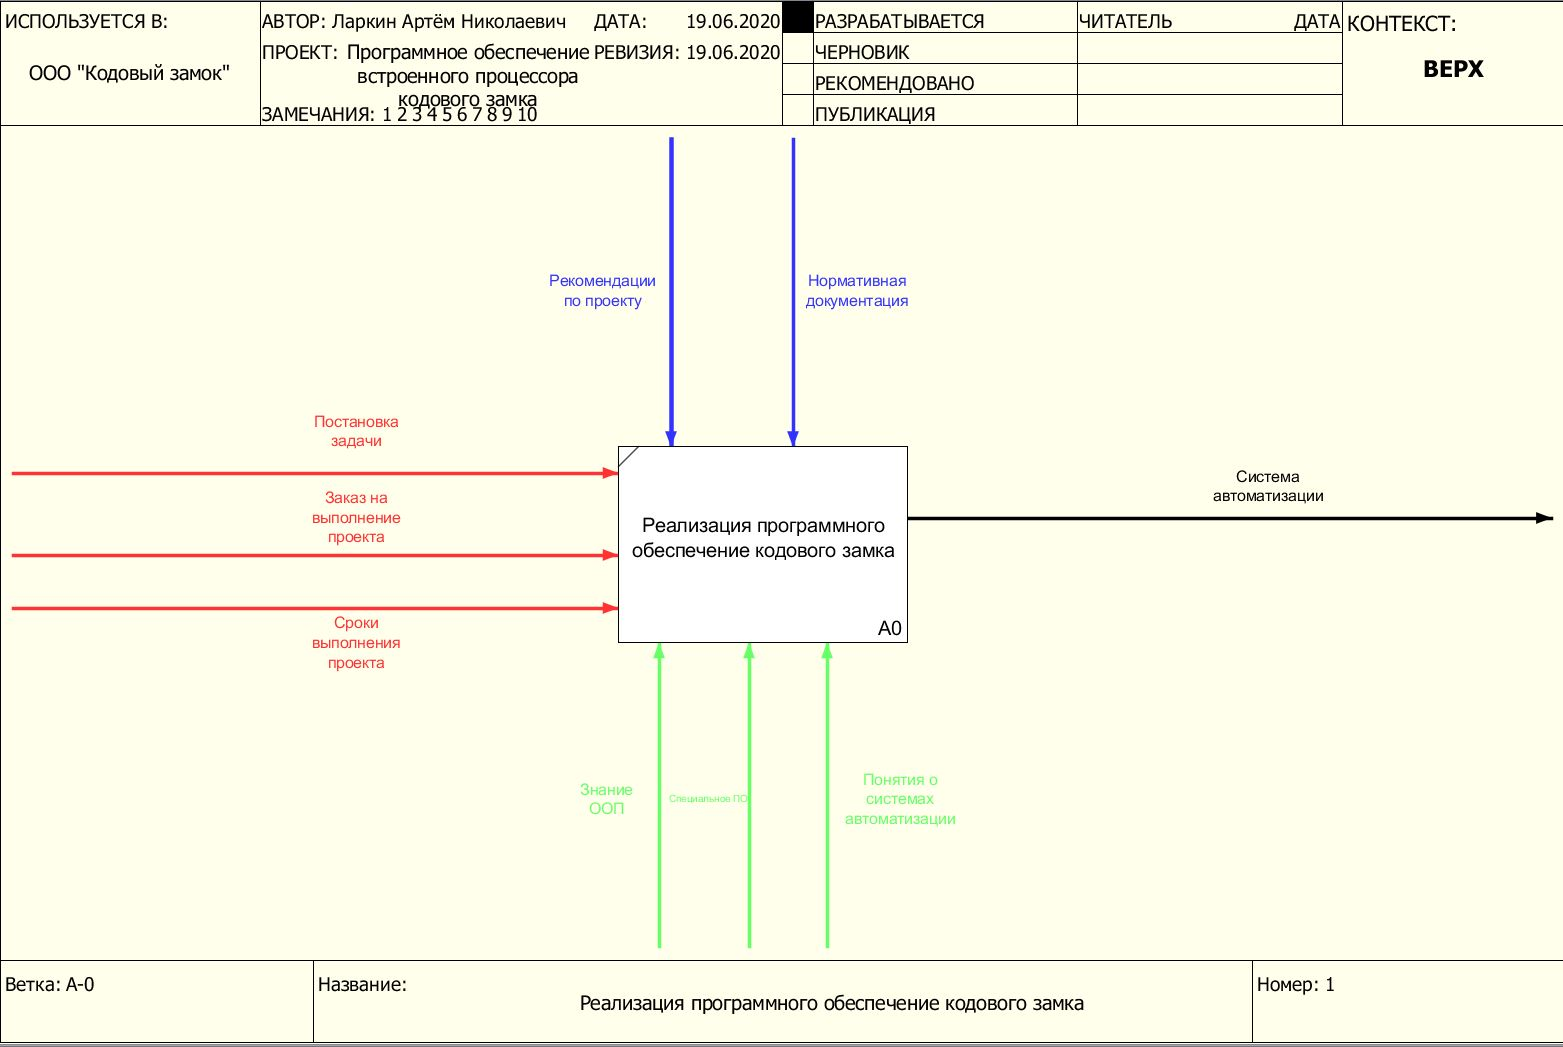 ИСПОЛЬЗУЕТСЯ В:
ООО "Кодовый замок"
АВТОР: Ларкин Артём Николаевич
ДАТА: 19.06.2020
ПРОЕКТ: Программное обеспечение
встроенного процессора
кодового замка
РЕВИЗИЯ: 19.06.2020
ЗАМЕЧАНИЯ: 1 2 3 4 5 6 7 8 9 10
РАЗРАБАТЫВАЕТСЯ
ЧЕРНОВИК
РЕКОМЕНДОВАНО
ПУБЛИКАЦИЯ
ЧИТАТЕЛЬ
ДАТА
КОНТЕКСТ:
ВЕРХ
Рекомендации
по проекту
Нормативная
документация
Постановка
задачи
Заказ на
выполнение
проекта
Сроки
выполнения
проекта
Реализация программного
обеспечение кодового замка
A0
Система
автоматизации
Знание
ООП
Специальное ПО
Понятия о
системах
автоматизации
Ветка: A-0
Название:
Реализация программного обеспечение кодового замка
Номер: 1